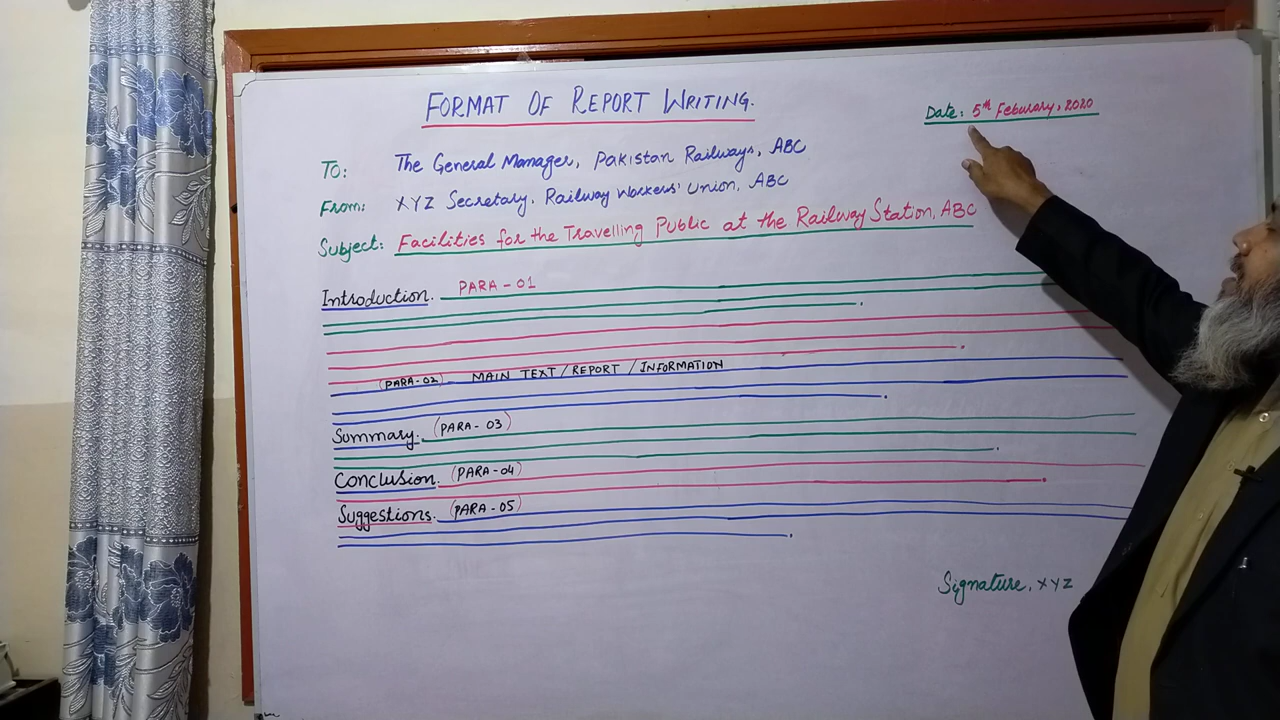 FORMAT OF REPORT WRITING.
Date: 5th Feburary, 2020
To: The General Manager, Pakistan Railways, ABC
From: XYZ Secretary, Railway Workers' Union, ABC
Subject: Facilities for the Travelling Public at the Railway Station, ABC
Introduction. PARA - 01
(PARA - 02) MAIN TEXT / REPORT / INFORMATION
Summary. (PARA - 03)
Conclusion. (PARA - 04)
Suggestions. (PARA - 05)
Signature, XYZ